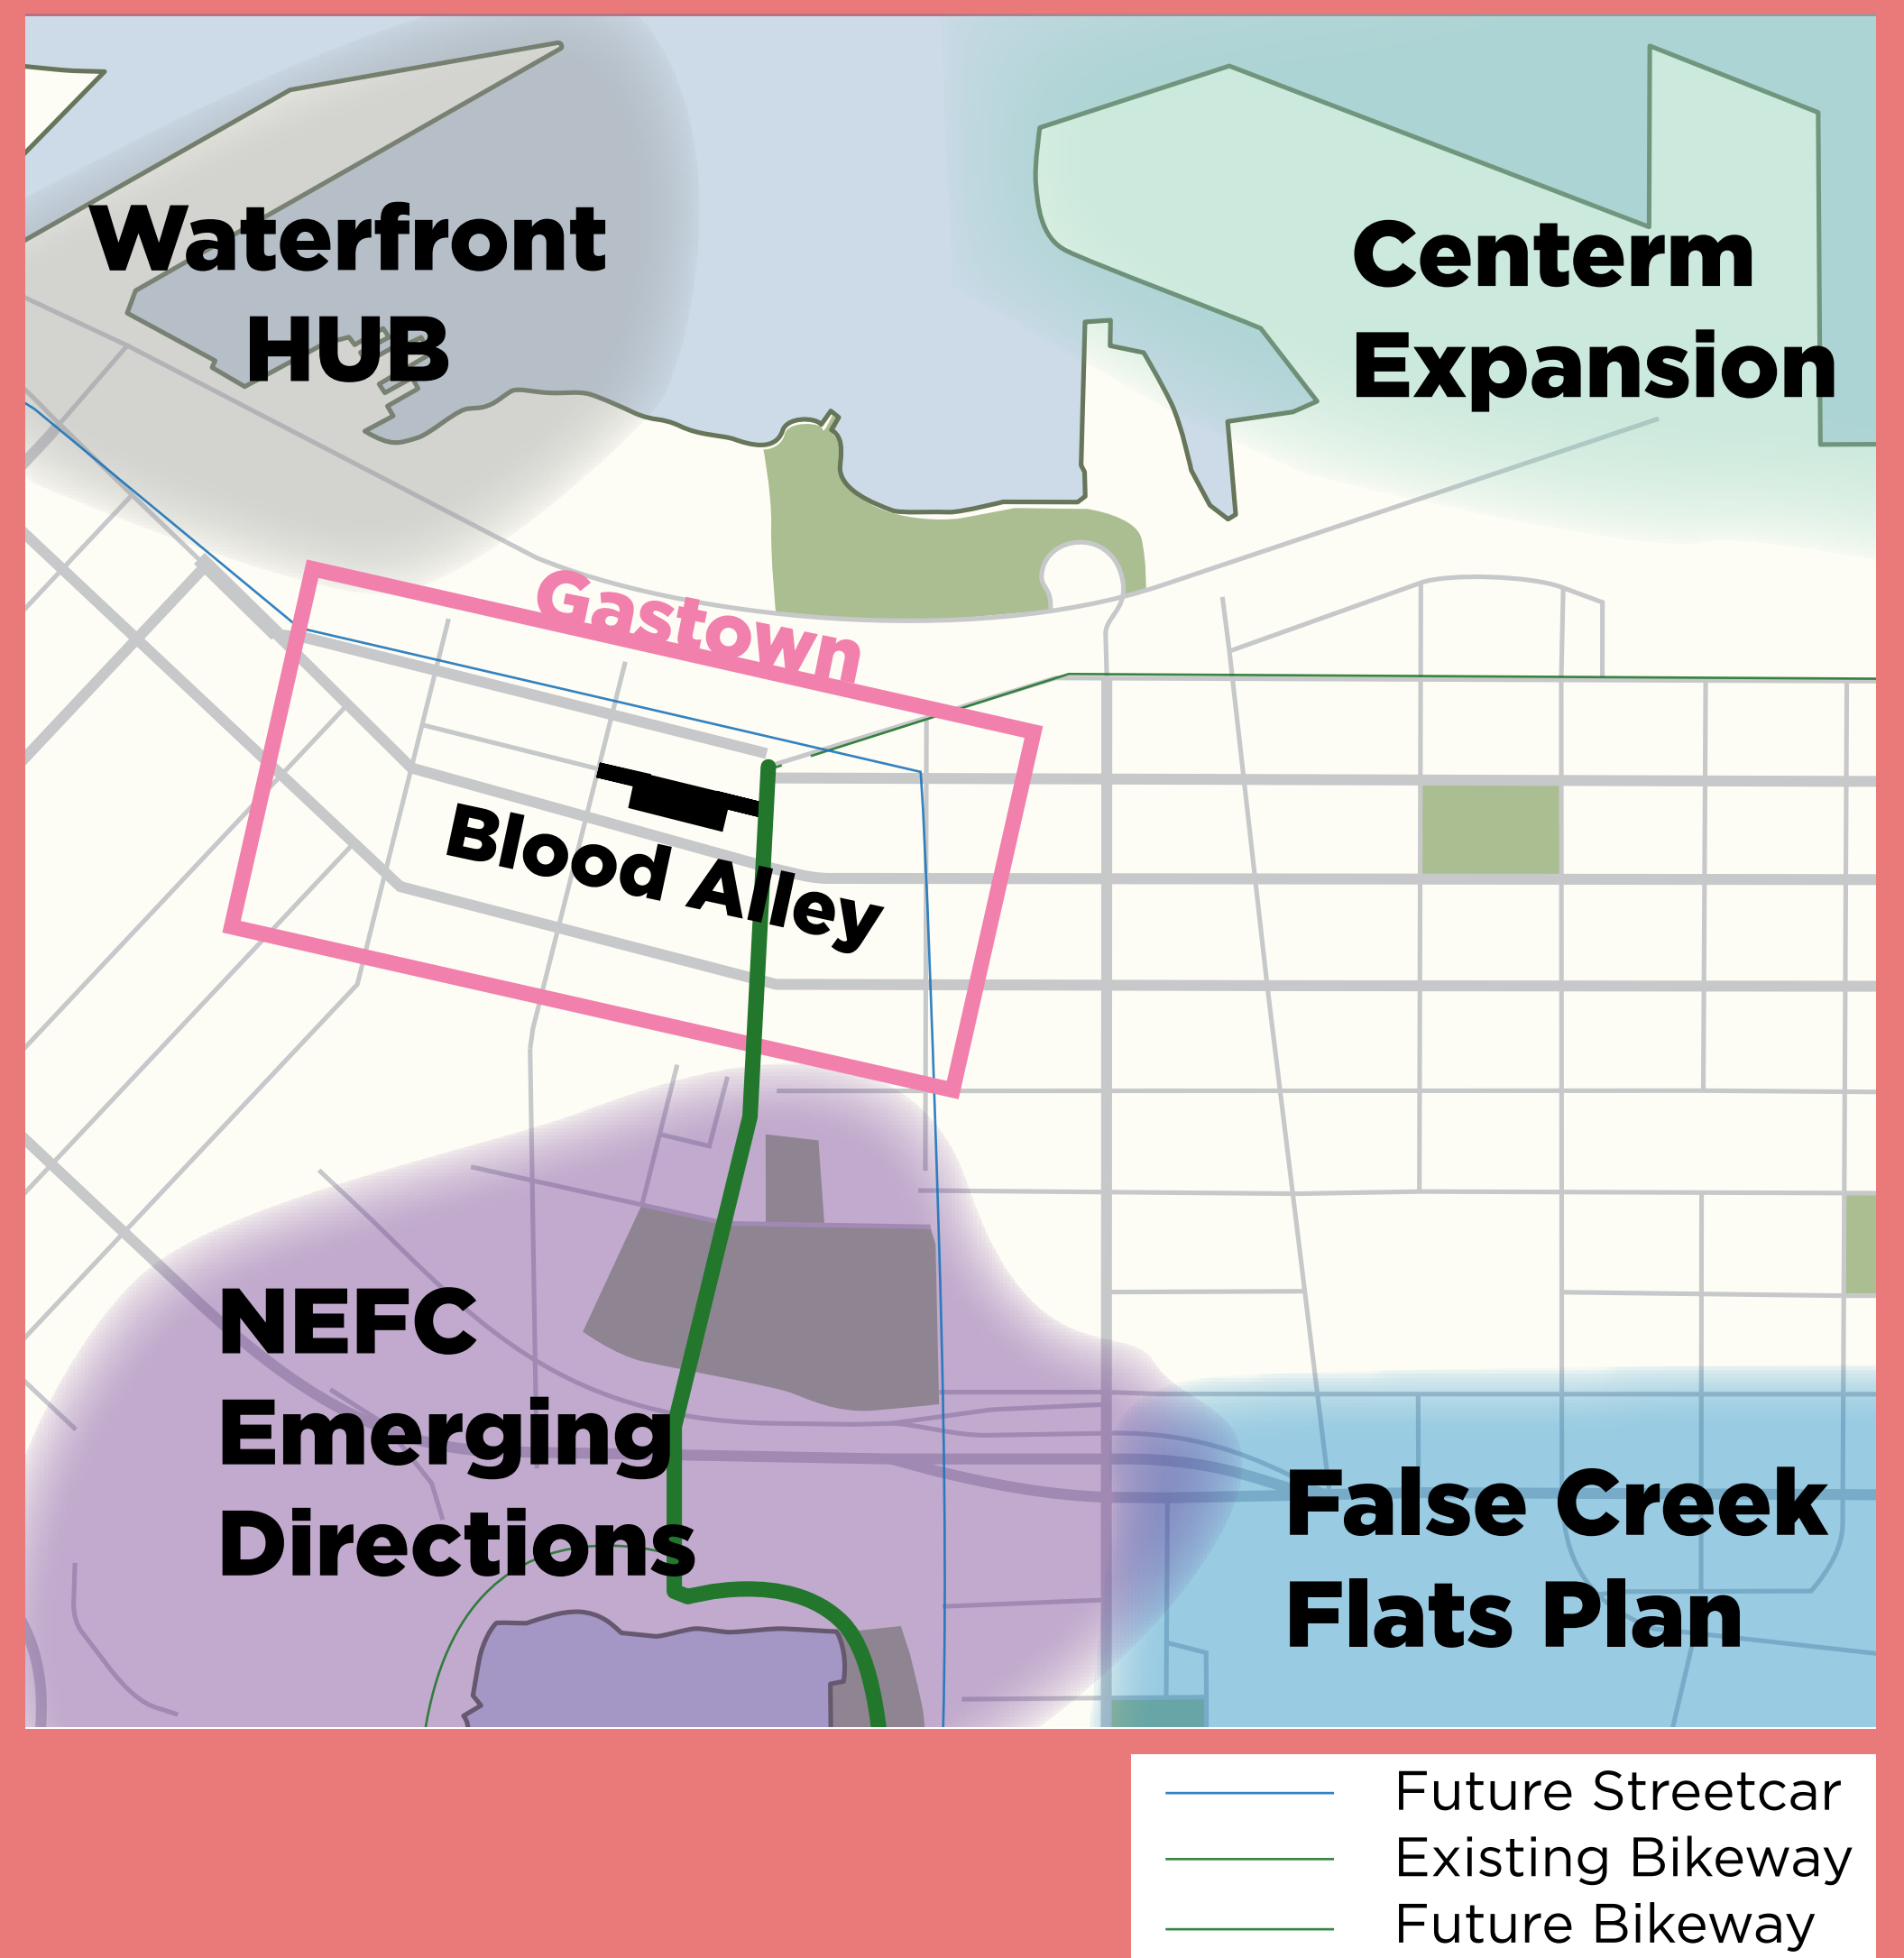 Waterfront
HUB
Centerm
Expansion
Gastown
Blood Alley
NEFC
Emerging
Directions
False Creek
Flats Plan
Future Streetcar
Existing Bikeway
Future Bikeway